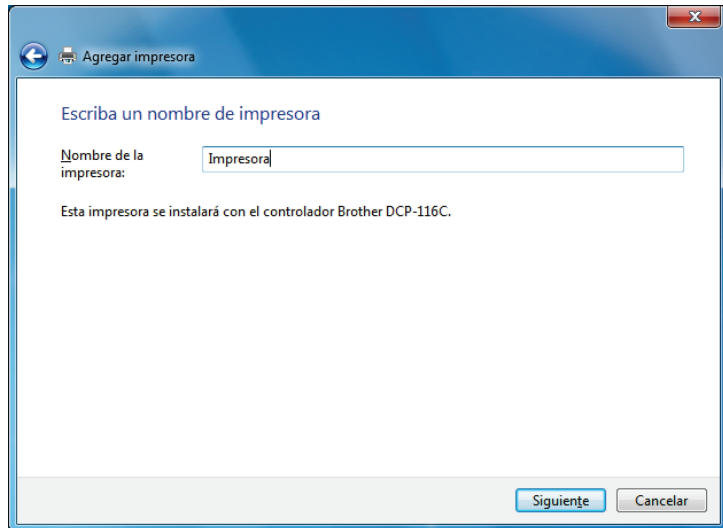 Agregar impresora
Escriba un nombre de impresora
Nombre de la
impresora:
Impresora
Esta impresora se instalará con el controlador Brother DCP-116C.
Siguiente
Cancelar